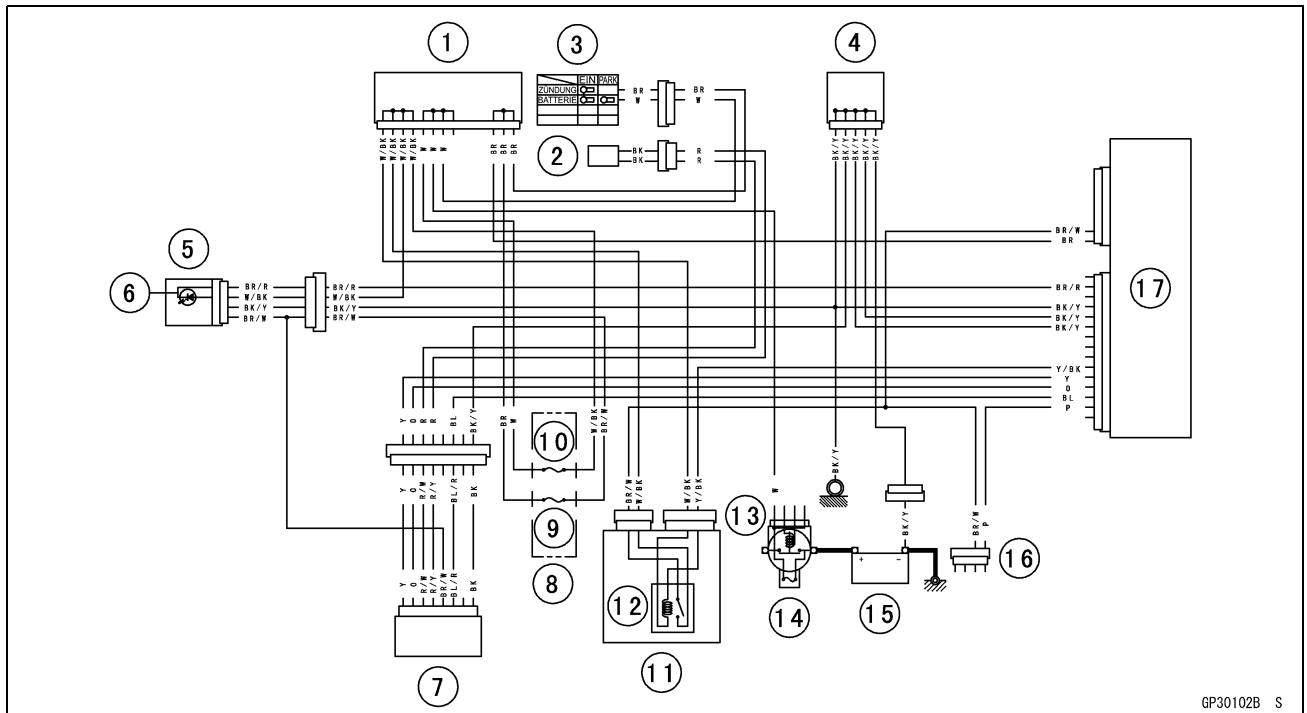 1
3
4
EIN PARK
ZÜNDUNG
BATTERIE
BR BR
W W
2
BK R
BK R
W/BK W/BK W/BK W/BK W W W BR BR BR
BK/Y BK/Y BK/Y BK/Y BK/Y
BR/W
BR
5
6
17
BR/R BR/R BR/R
W/BK W/BK
BK/Y BK/Y BK/Y
BR/W BR/W BK/Y
BK/Y
Y/BK
Y
O
BL
P
Y O R R BL BK/Y
BR W
10
W/BK BR/W
BK/Y
Y O R/W R/Y BL/R BK
BR/W W/BK W/BK Y/BK
W
13
BK/Y
BR/W P
9
16
8
12
+ −
Y O R/W R/Y BR/W BL/R BK
14
15
7
11
GP30102B S